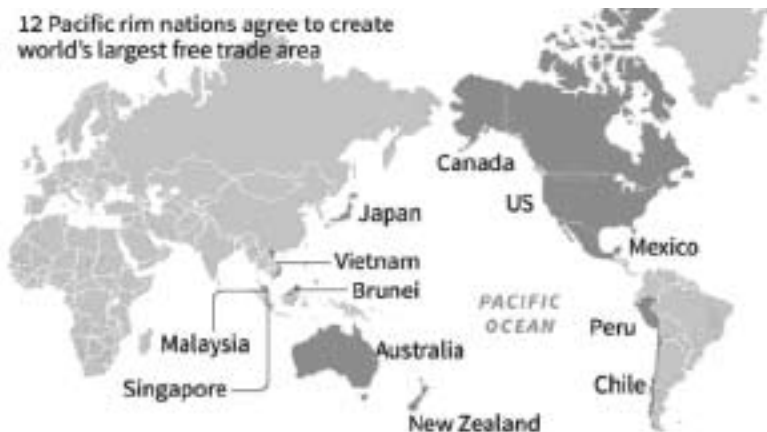 12 Pacific rim nations agree to create
world's largest free trade area
Canada
Japan
US
Mexico
Vietnam
Brunei
PACIFIC
OCEAN
Peru
Malaysia
Australia
Singapore
Chile
New Zealand